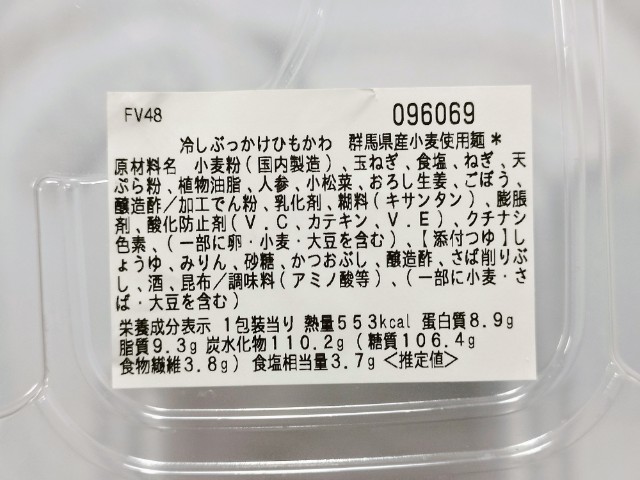 FV48
096069
冷しぶっかけひもかわ 群馬県産小麦使用麺*
原材料名 小麦粉(国内製造)、玉ねぎ、食塩、ねぎ、天
ぷら粉、植物油脂、人参、小松菜、おろし生姜、ごぼう、
醸造酢/加工でん粉、乳化剤、糊料(キサンタン)、膨脹
剤、酸化防止剤(V.C、カテキン、V.E)、クチナシ
色素、(一部に卵・小麦・大豆を含む)、【添付つゆ】し
ょうゆ、みりん、砂糖、かつおぶし、醸造酢、さば削りぶ
し、酒、昆布/調味料(アミノ酸等)、(一部に小麦・さ
ば・大豆を含む)
栄養成分表示 1包装当り 熱量553kcal 蛋白質8.9g
脂質9.3g 炭水化物110.2g(糖質106.4g
食物繊維3.8g) 食塩相当量3.7g<推定値>